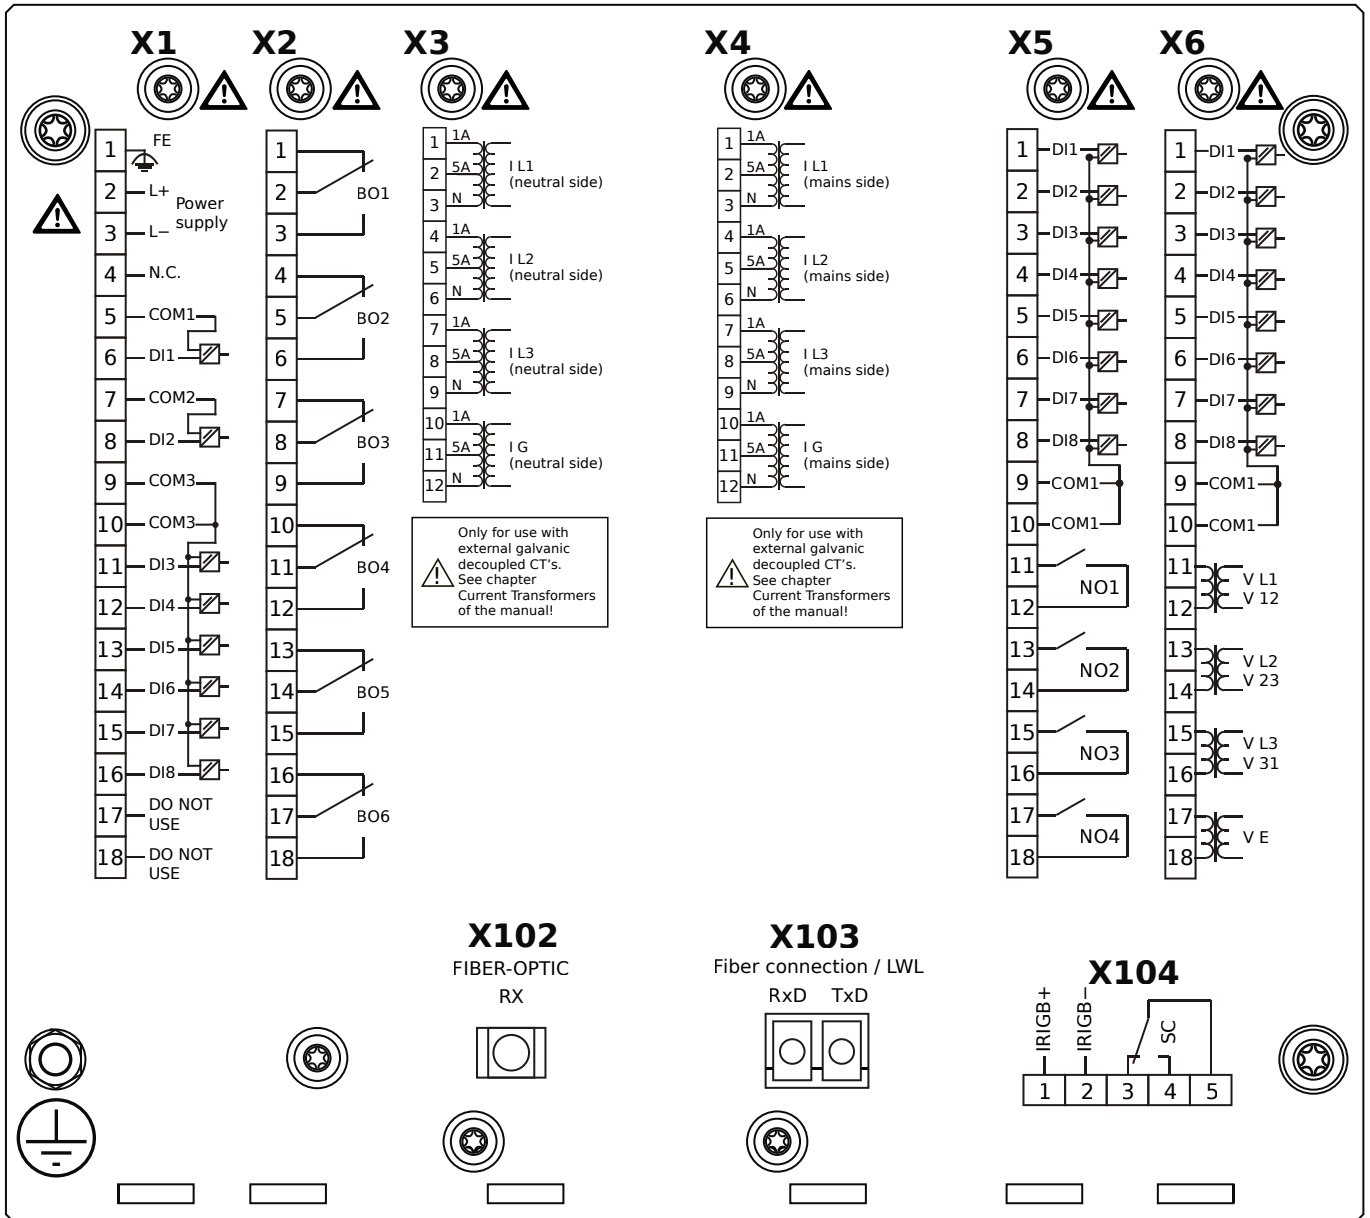 X1
X2
X3
X4
X5
X6
1
FE
2
L+
Power
supply
3
L−
4
N.C.
5
COM1
6
DI1
7
COM2
8
DI2
9
COM3
10
COM3
11
DI3
12
DI4
13
DI5
14
DI6
15
DI7
16
DI8
17
DO NOT
USE
18
DO NOT
USE
1
2
BO1
3
4
5
BO2
6
7
8
BO3
9
10
11
BO4
12
13
14
BO5
15
16
17
BO6
18
1
1A
2
5A
3
N
I L1
(neutral side)
4
1A
5
5A
6
N
I L2
(neutral side)
7
1A
8
5A
9
N
I L3
(neutral side)
10
1A
11
5A
12
N
I G
(neutral side)
Only for use with
external galvanic
decoupled CT's.
See chapter
Current Transformers
of the manual!
1
1A
2
5A
3
N
I L1
(mains side)
4
1A
5
5A
6
N
I L2
(mains side)
7
1A
8
5A
9
N
I L3
(mains side)
10
1A
11
5A
12
N
I G
(mains side)
Only for use with
external galvanic
decoupled CT's.
See chapter
Current Transformers
of the manual!
1
DI1
2
DI2
3
DI3
4
DI4
5
DI5
6
DI6
7
DI7
8
DI8
9
COM1
10
COM1
11
NO1
12
13
NO2
14
15
NO3
16
17
NO4
18
1
DI1
2
DI2
3
DI3
4
DI4
5
DI5
6
DI6
7
DI7
8
DI8
9
COM1
10
COM1
11
V L1
V 12
12
13
V L2
V 23
14
15
V L3
V 31
16
17
V E
18
X102
FIBER-OPTIC
RX
X103
Fiber connection / LWL
RxD TxD
X104
IRIGB+
IRIGB−
SC
1 2 3 4 5